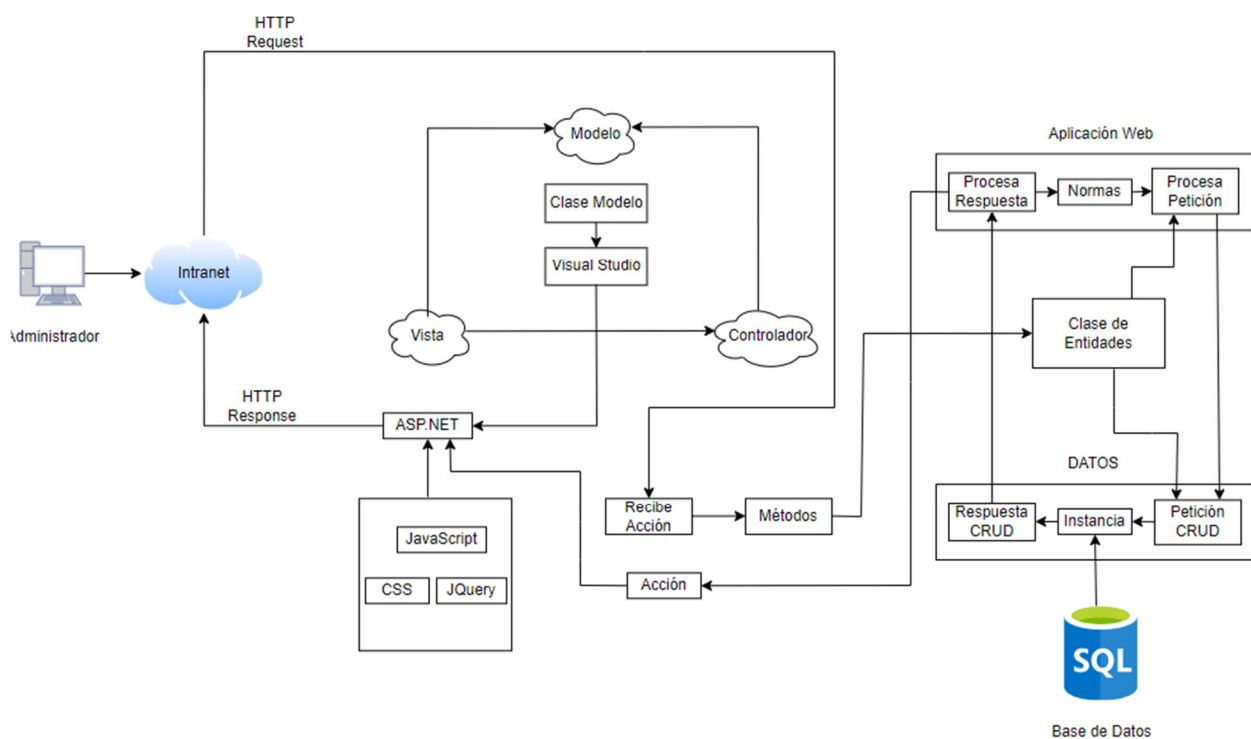 HTTP
Request
Modelo
Aplicación Web
Procesa
Respuesta
Normas
Procesa
Petición
Clase Modelo
Visual Studio
Intranet
Administrador
Vista
Controlador
Clase de
Entidades
HTTP
Response
ASP.NET
DATOS
Recibe
Acción
Métodos
Respuesta
CRUD
Instancia
Petición
CRUD
JavaScript
CSS
JQuery
Acción
SQL
Base de Datos